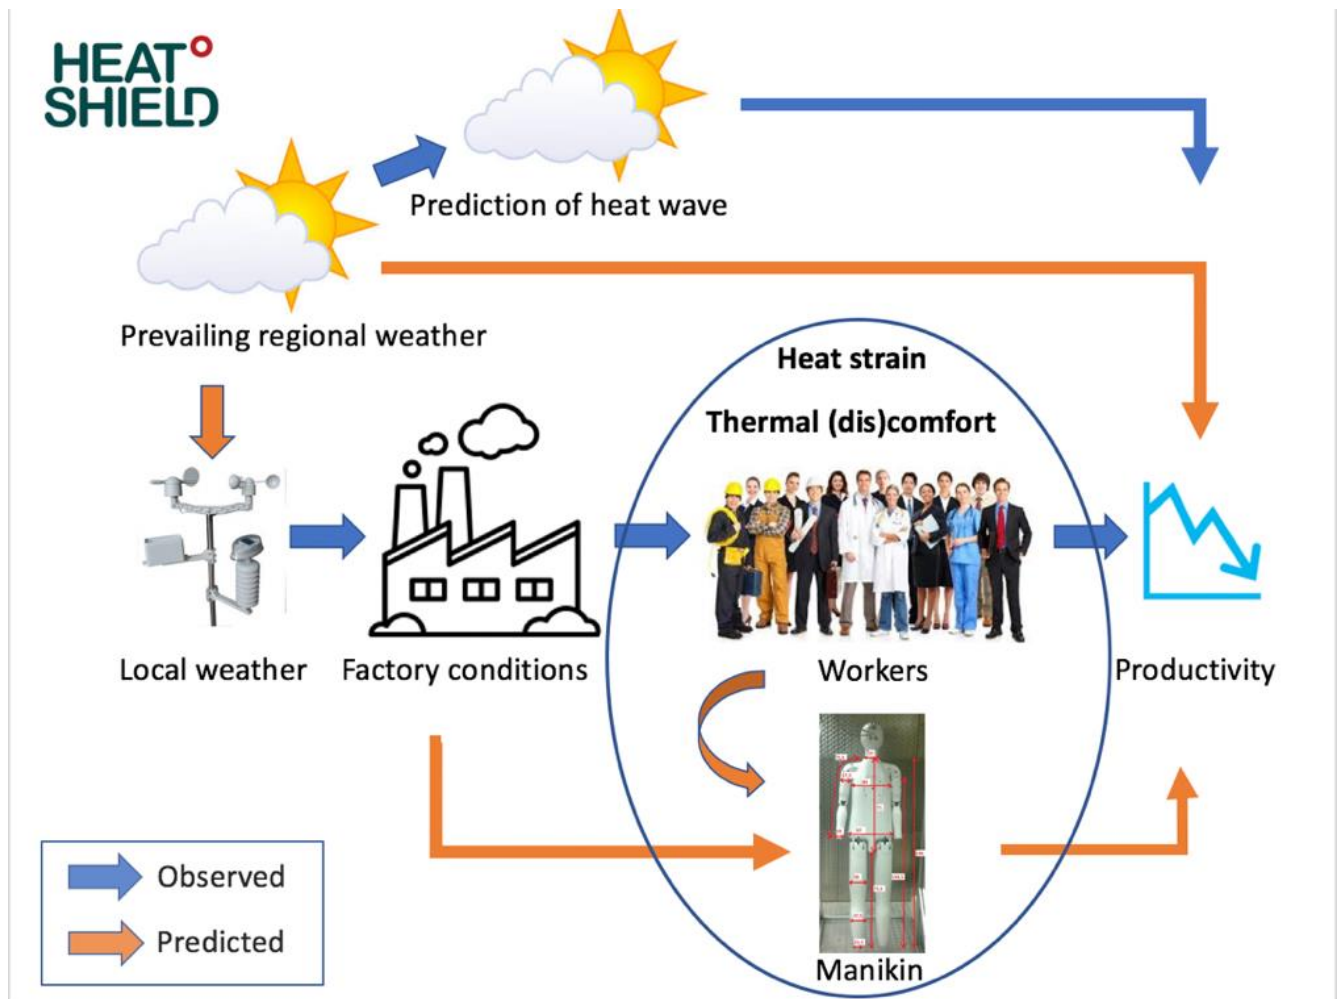 HEAT°
SHIELD
Prediction of heat wave
Prevailing regional weather
Heat strain
Thermal (dis)comfort
Local weather
Factory conditions
Workers
Productivity
Manikin
Observed
Predicted